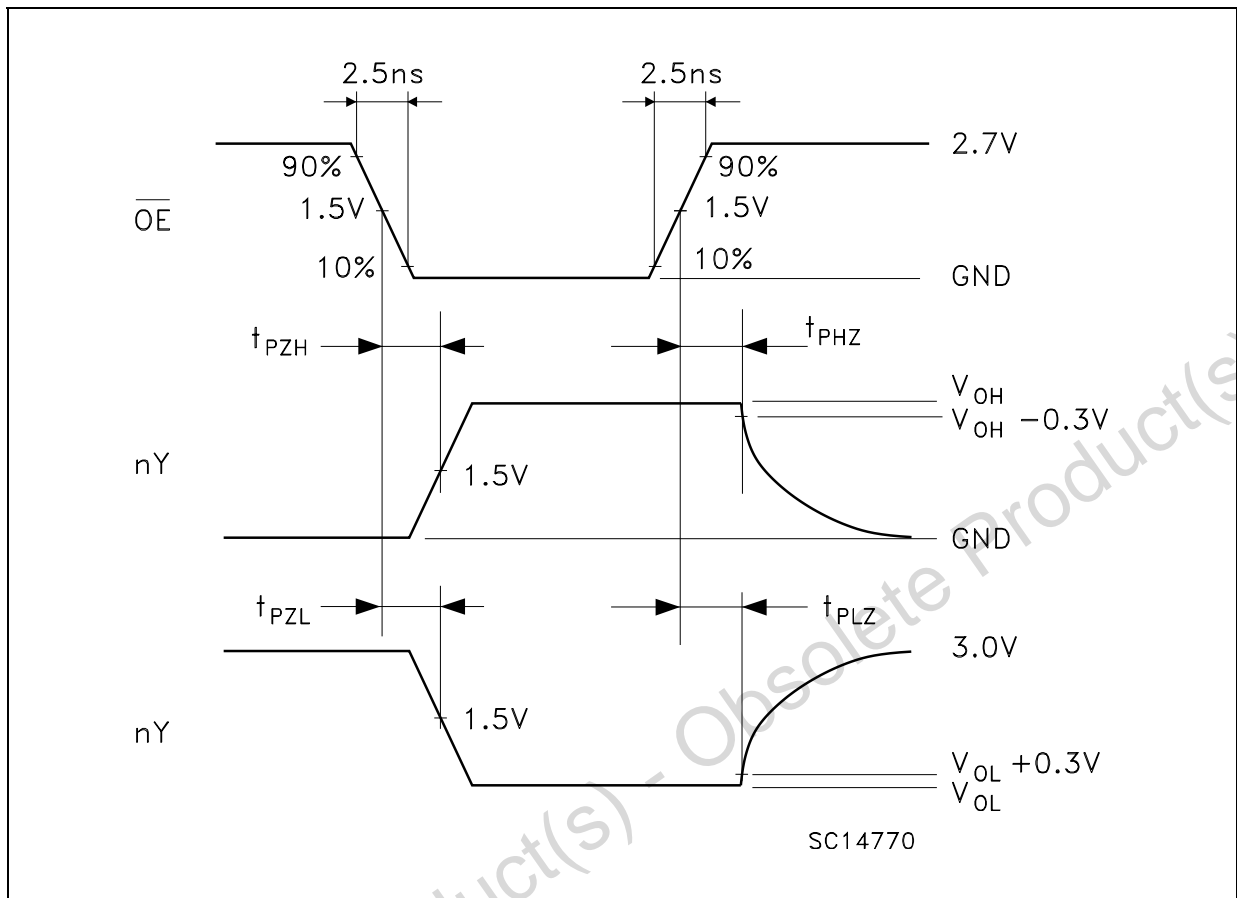 2.5ns 2.5ns
2.7V
90% 90%
OE 1.5V 1.5V
10% 10% GND
tPZH tPHZ
VOH
VOH −0.3V
nY 1.5V
GND
tPZL tPLZ
3.0V
nY 1.5V
VOL +0.3V
VOL
SC14770
duct(s) - Obsolete Product(s)